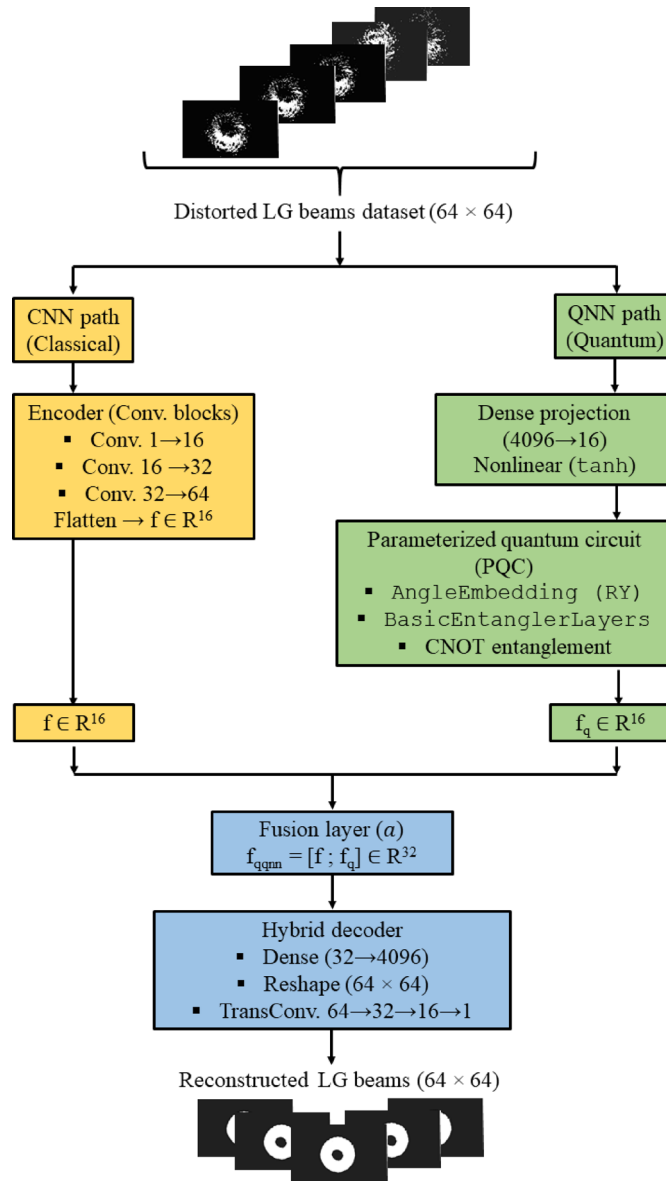 Distorted LG beams dataset (64 × 64)
CNN path
(Classical)
QNN path
(Quantum)
Encoder (Conv. blocks)
▪ Conv. 1→16
▪ Conv. 16 →32
▪ Conv. 32→64
Flatten → f ∈ R¹⁶
Dense projection
(4096→16)
Nonlinear (tanh)
Parameterized quantum circuit
(PQC)
▪ AngleEmbedding (RY)
▪ BasicEntanglerLayers
▪ CNOT entanglement
f ∈ R¹⁶
f_q ∈ R¹⁶
Fusion layer (a)
f_qqnn = [f ; f_q] ∈ R³²
Hybrid decoder
▪ Dense (32→4096)
▪ Reshape (64 × 64)
▪ TransConv. 64→32→16→1
Reconstructed LG beams (64 × 64)